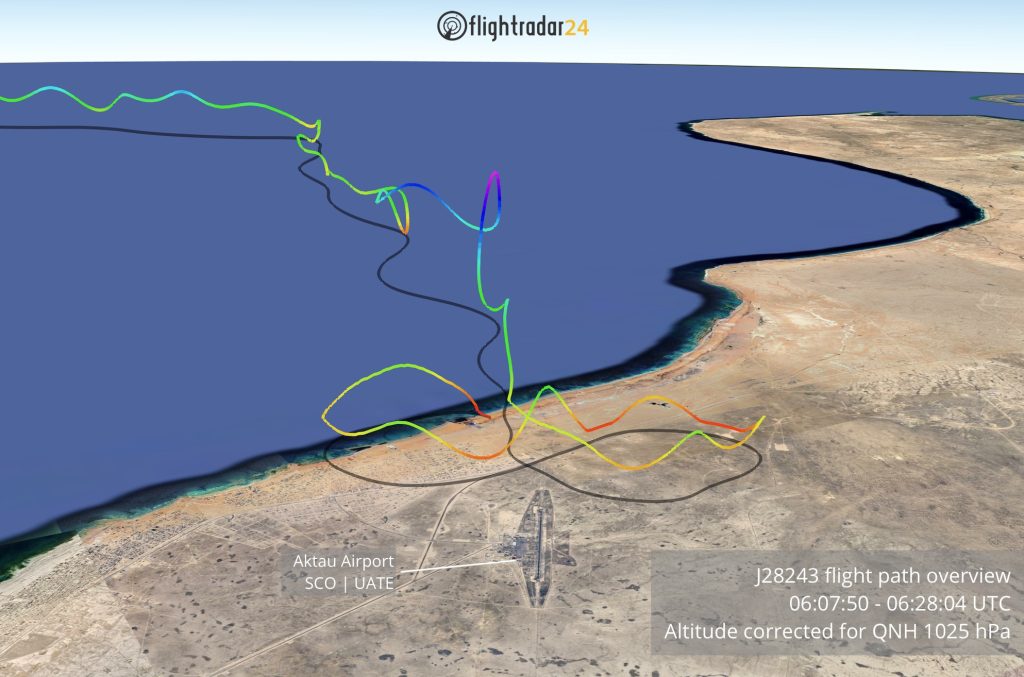 flightradar24
Aktau Airport
SCO | UATE
J28243 flight path overview
06:07:50 - 06:28:04 UTC
Altitude corrected for QNH 1025 hPa